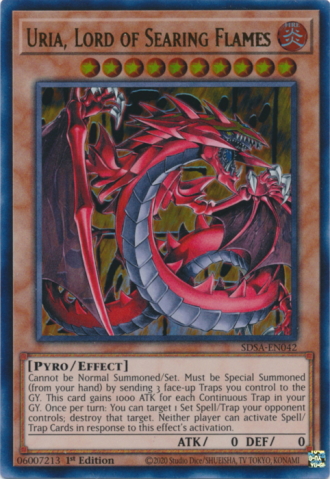 URIA, LORD OF SEARING FLAMES
FIRE
炎
SDSA-EN042
[PYRO/EFFECT]
Cannot be Normal Summoned/Set. Must be Special Summoned
(from your hand) by sending 3 face-up Traps you control to the
GY. This card gains 1000 ATK for each Continuous Trap in your
GY. Once per turn: You can target 1 Set Spell/Trap your opponent
controls; destroy that target. Neither player can activate Spell/
Trap Cards in response to this effect's activation.
ATK/ 0 DEF/ 0
06007213 1st Edition ©2020 Studio Dice/SHUEISHA, TV TOKYO, KONAMI